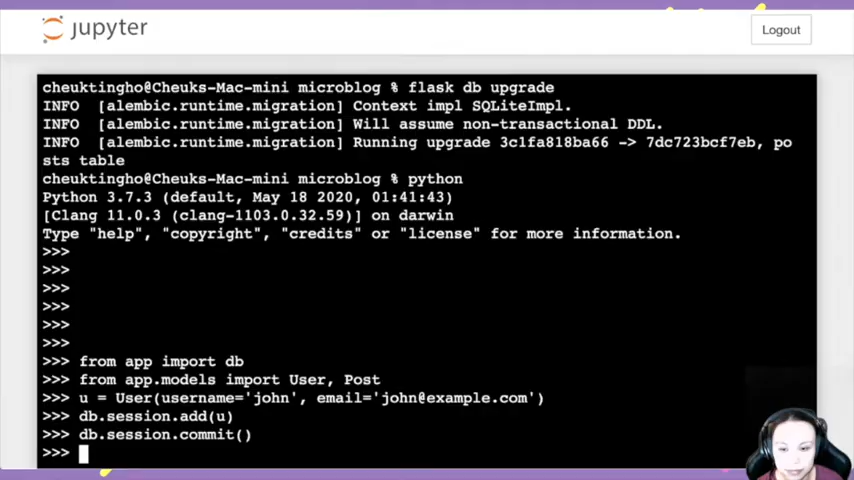 jupyter
Logout
cheuktingho@Cheuks-Mac-mini microblog % flask db upgrade
INFO  [alembic.runtime.migration] Context impl SQLiteImpl.
INFO  [alembic.runtime.migration] Will assume non-transactional DDL.
INFO  [alembic.runtime.migration] Running upgrade 3c1fa818ba66 -> 7dc723bcf7eb, po
sts table
cheuktingho@Cheuks-Mac-mini microblog % python
Python 3.7.3 (default, May 18 2020, 01:41:43)
[Clang 11.0.3 (clang-1103.0.32.59)] on darwin
Type "help", "copyright", "credits" or "license" for more information.
>>>
>>>
>>>
>>>
>>>
>>>
>>> from app import db
>>> from app.models import User, Post
>>> u = User(username='john', email='john@example.com')
>>> db.session.add(u)
>>> db.session.commit()
>>>